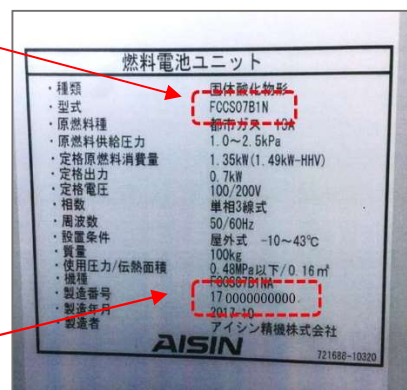 燃料電池ユニット
・種類 固体酸化物形
・型式 FCCS07B1N
・原燃料種 都市ガス 13A
・原燃料供給圧力 1.0～2.5kPa
・定格原燃料消費量 1.35kW(1.49kW-HHV)
・定格出力 0.7kW
・定格電圧 100/200V
・相数 単相3線式
・周波数 50/60Hz
・設置条件 屋外式 -10～43℃
・質量 100kg
・使用圧力/伝熱面積 0.48MPa以下/0.16㎡
・機種 FCCS07B1NA
・製造番号 17 0000000000
・製造年月 2017-10
・製造者 アイシン精機株式会社
AISIN
721688-10320